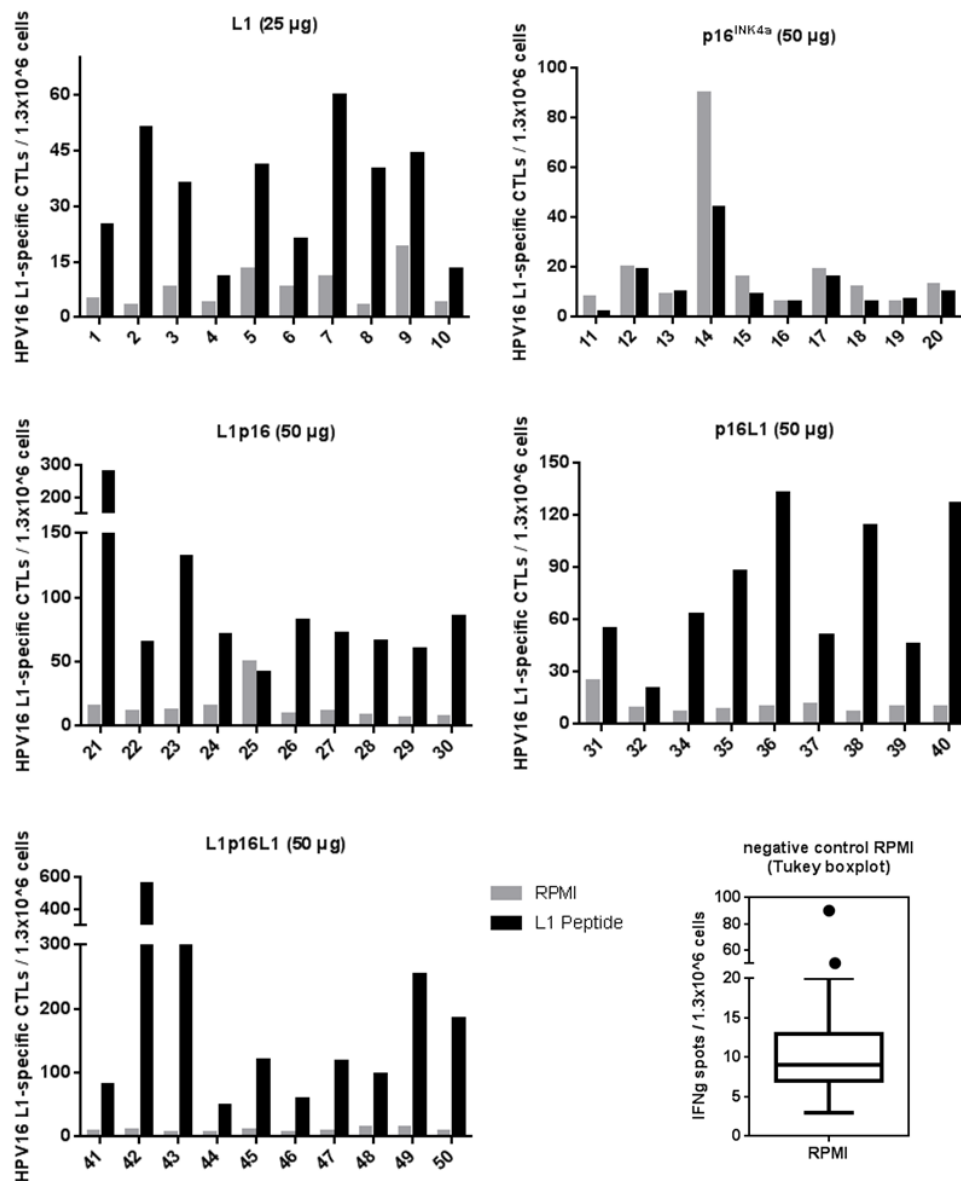 L1 (25 µg)
HPV16 L1-specific CTLs / 1.3x10^6 cells
60
45
30
15
0
1 2 3 4 5 6 7 8 9 10
p16INK4a (50 µg)
HPV16 L1-specific CTLs / 1.3x10^6 cells
100
80
60
40
20
0
11 12 13 14 15 16 17 18 19 20
L1p16 (50 µg)
HPV16 L1-specific CTLs / 1.3x10^6 cells
300
200
150
100
50
0
21 22 23 24 25 26 27 28 29 30
p16L1 (50 µg)
HPV16 L1-specific CTLs / 1.3x10^6 cells
150
120
90
60
30
0
31 32 34 35 36 37 38 39 40
L1p16L1 (50 µg)
HPV16 L1-specific CTLs / 1.3x10^6 cells
600
400
300
200
100
0
41 42 43 44 45 46 47 48 49 50
RPMI
L1 Peptide
negative control RPMI
(Tukey boxplot)
IFNg spots / 1.3x10^6 cells
100
80
60
40
20
15
10
5
0
RPMI